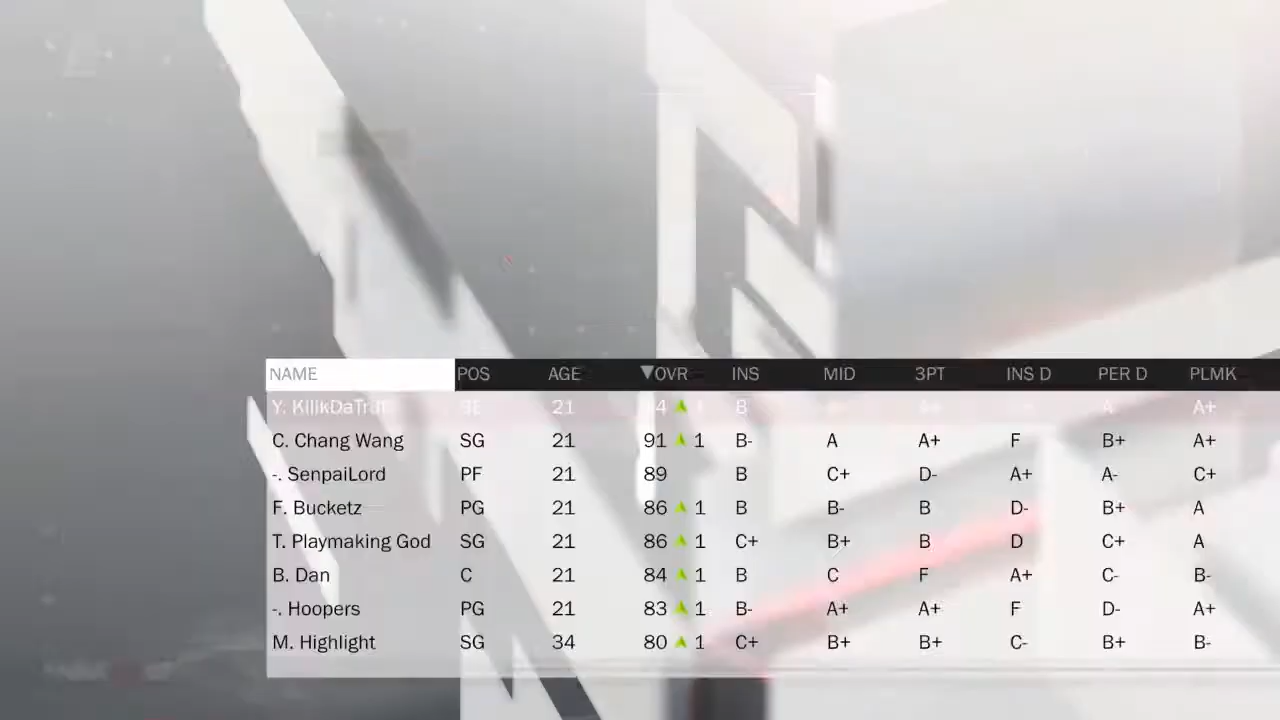 NAME POS AGE ▼OVR INS MID 3PT INS D PER D PLMK
Y. 21 1 B A A+
C. Chang Wang SG 21 91 ▲ 1 B- A A+ F B+ A+
-. SenpaiLord PF 21 89 B C+ D- A+ A- C+
F. Bucketz PG 21 86 ▲ 1 B B- B D- B+ A
T. Playmaking God SG 21 86 ▲ 1 C+ B+ B D C+ A
B. Dan C 21 84 ▲ 1 B C F A+ C- B-
-. Hoopers PG 21 83 ▲ 1 B- A+ A+ F D- A+
M. Highlight SG 34 80 ▲ 1 C+ B+ B+ C- B+ B-